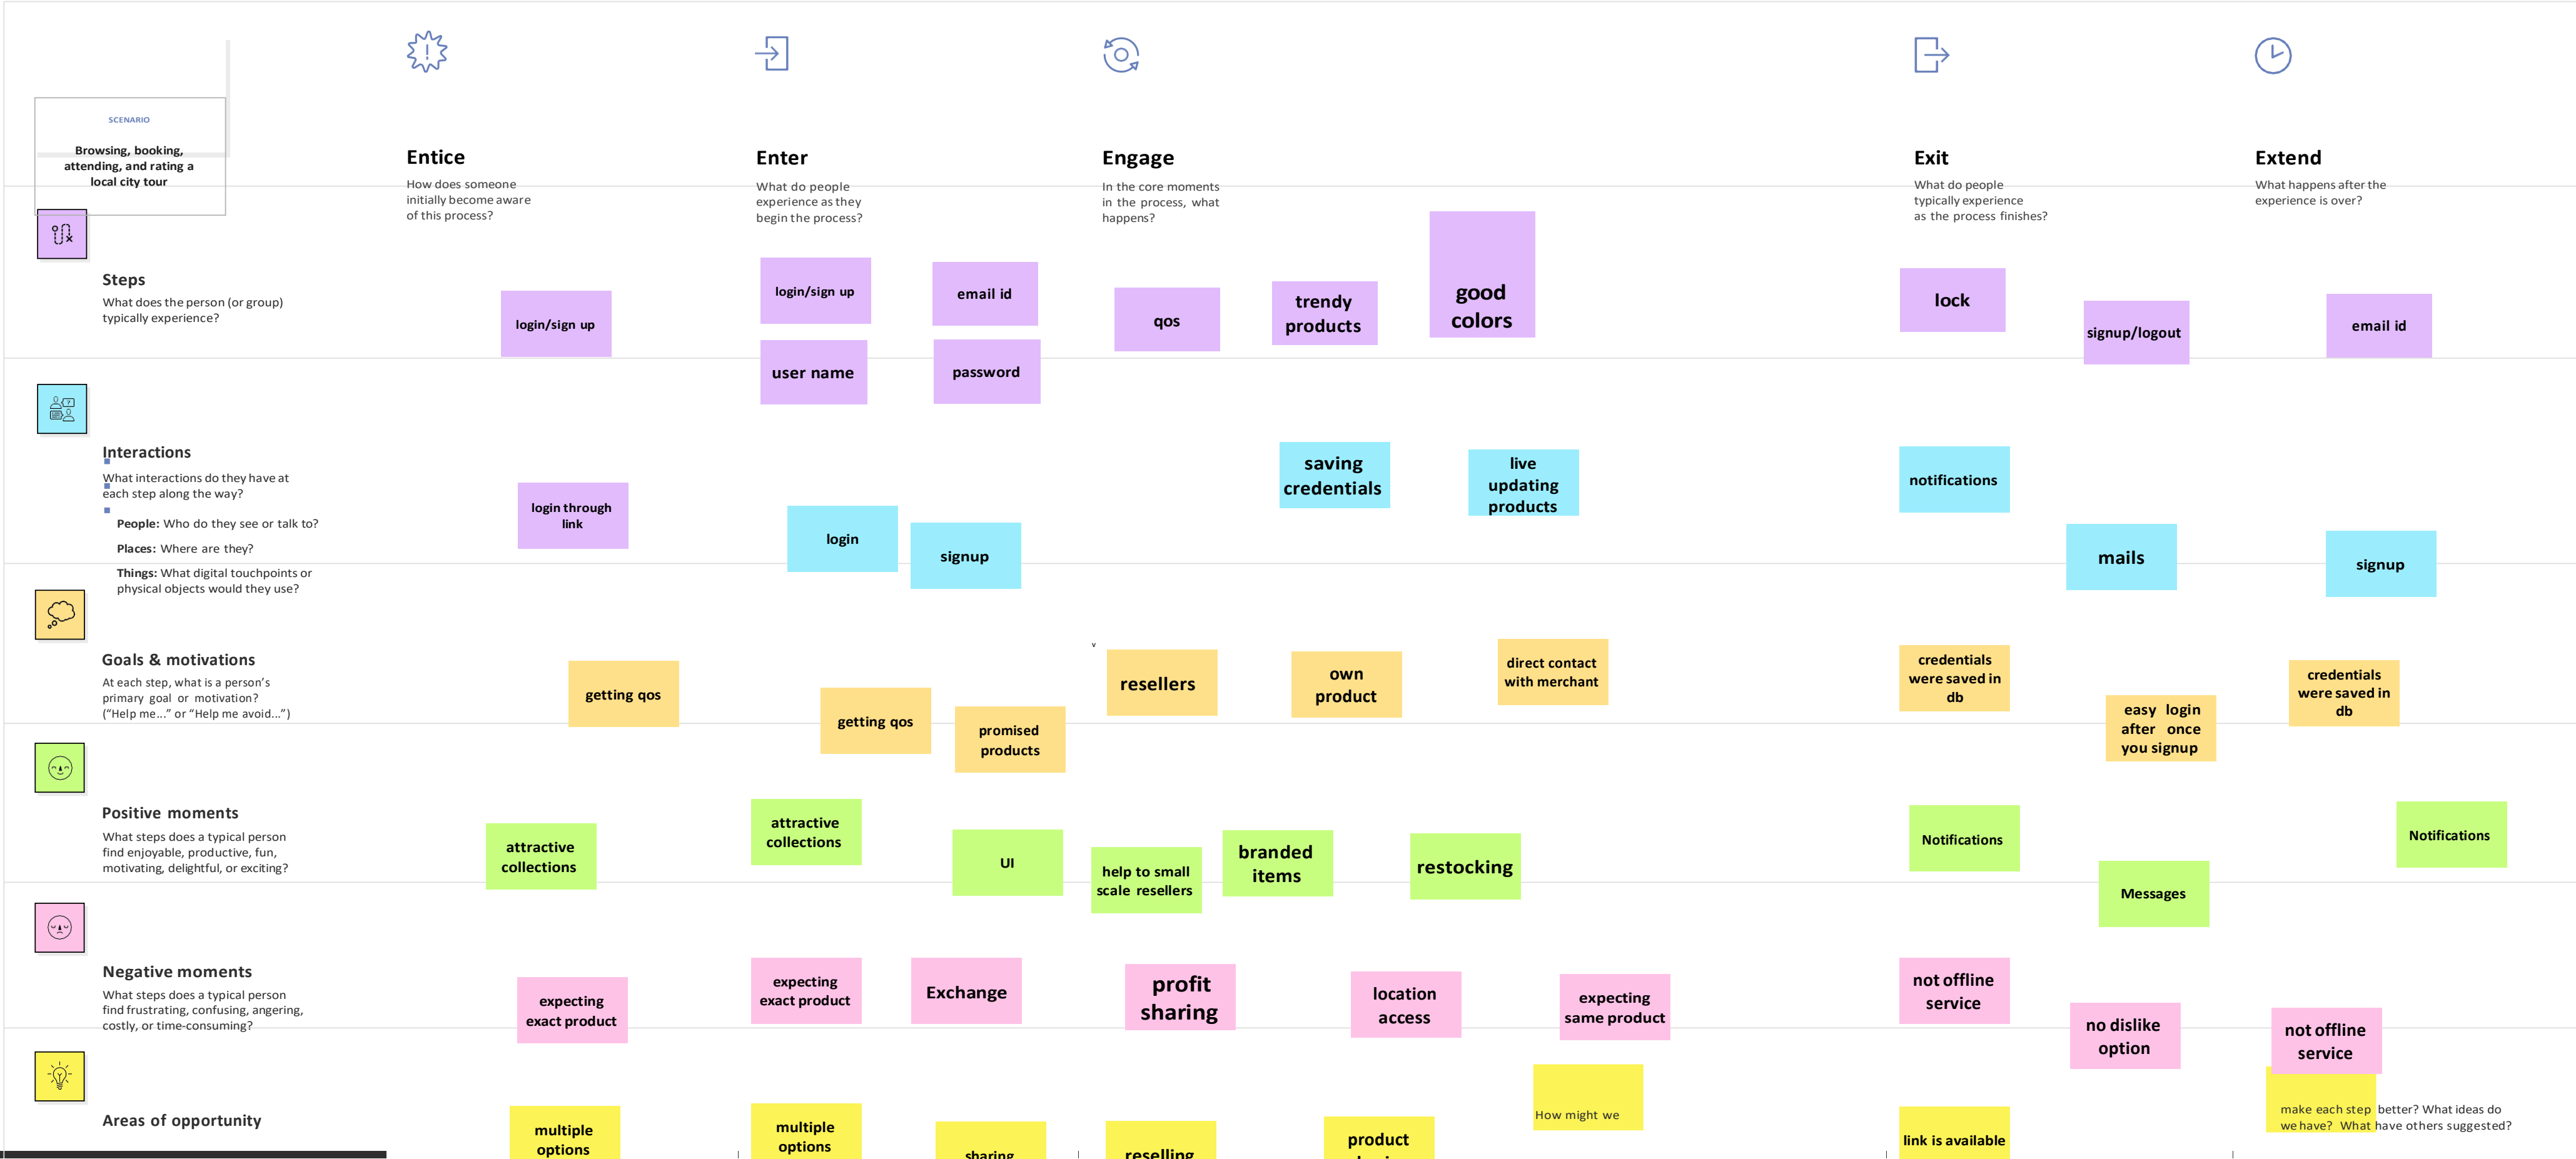 SCENARIO
Browsing, booking,
attending, and rating a
local city tour
Entice
How does someone
initially become aware
of this process?
Enter
What do people
experience as they
begin the process?
Engage
In the core moments
in the process, what
happens?
Exit
What do people
typically experience
as the process finishes?
Extend
What happens after the
experience is over?
Steps
What does the person (or group)
typically experience?
login/sign up
login/sign up
email id
user name
password
qos
trendy
products
good
colors
lock
signup/logout
email id
Interactions
What interactions do they have at
each step along the way?
People: Who do they see or talk to?
Places: Where are they?
Things: What digital touchpoints or
physical objects would they use?
login through
link
login
signup
saving
credentials
live
updating
products
notifications
mails
signup
Goals & motivations
At each step, what is a person’s
primary goal or motivation?
(“Help me...” or “Help me avoid...”)
getting qos
getting qos
promised
products
v
resellers
own
product
direct contact
with merchant
credentials
were saved in
db
easy login
after once
you signup
credentials
were saved in
db
Positive moments
What steps does a typical person
find enjoyable, productive, fun,
motivating, delightful, or exciting?
attractive
collections
attractive
collections
UI
help to small
scale resellers
branded
items
restocking
Notifications
Messages
Notifications
Negative moments
What steps does a typical person
find frustrating, confusing, angering,
costly, or time-consuming?
expecting
exact product
expecting
exact product
Exchange
profit
sharing
location
access
expecting
same product
not offline
service
no dislike
option
not offline
service
Areas of opportunity
multiple
options
multiple
options
sharing
reselling
product
How might we
link is available
make each step better? What ideas do
we have? What have others suggested?